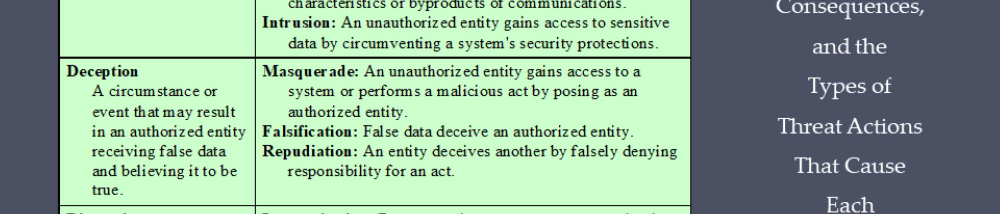 characteristics or byproducts of communications.
Intrusion: An unauthorized entity gains access to sensitive
data by circumventing a system's security protections.
Deception
A circumstance or
event that may result
in an authorized entity
receiving false data
and believing it to be
true.
Masquerade: An unauthorized entity gains access to a
system or performs a malicious act by posing as an
authorized entity.
Falsification: False data deceive an authorized entity.
Repudiation: An entity deceives another by falsely denying
responsibility for an act.
Consequences,
and the
Types of
Threat Actions
That Cause
Each